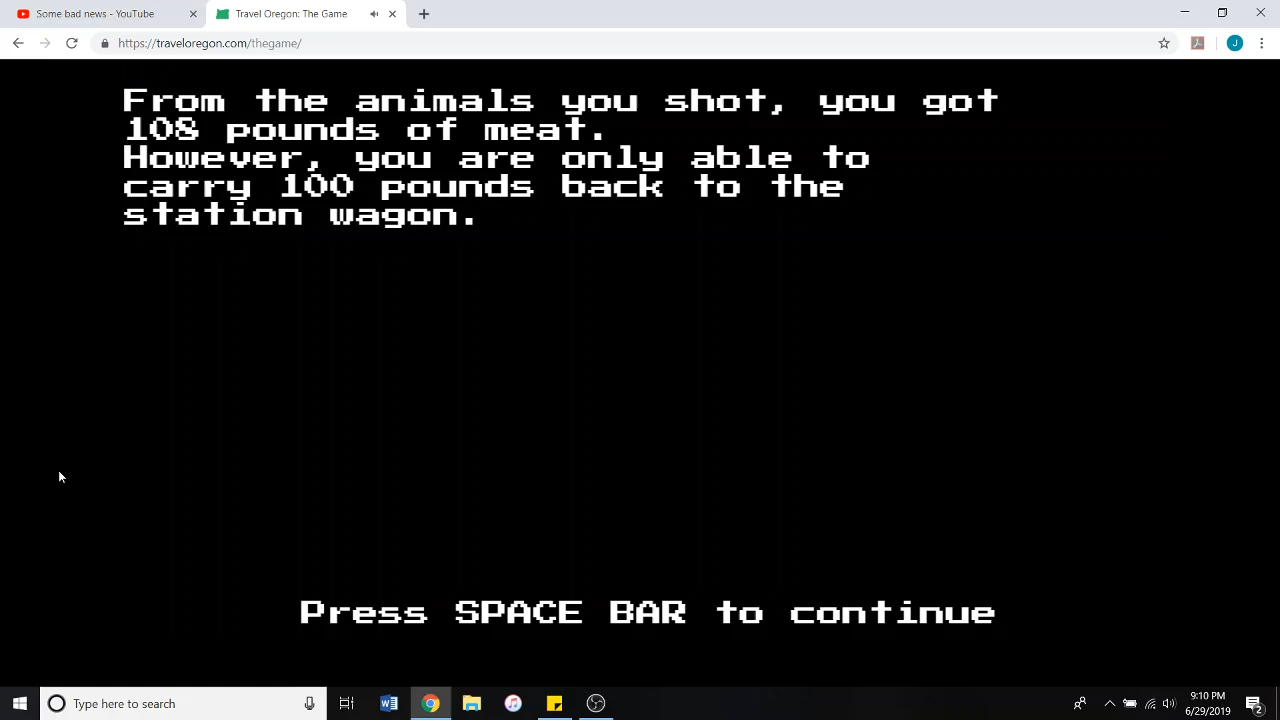 Some bad news - YouTube
Travel Oregon: The Game
https://traveloregon.com/thegame/
J
From the animals you shot, you got
108 pounds of meat.
However, you are only able to
carry 100 pounds back to the
station wagon.
Press SPACE BAR to continue
Type here to search
9:10 PM
6/29/2019
2